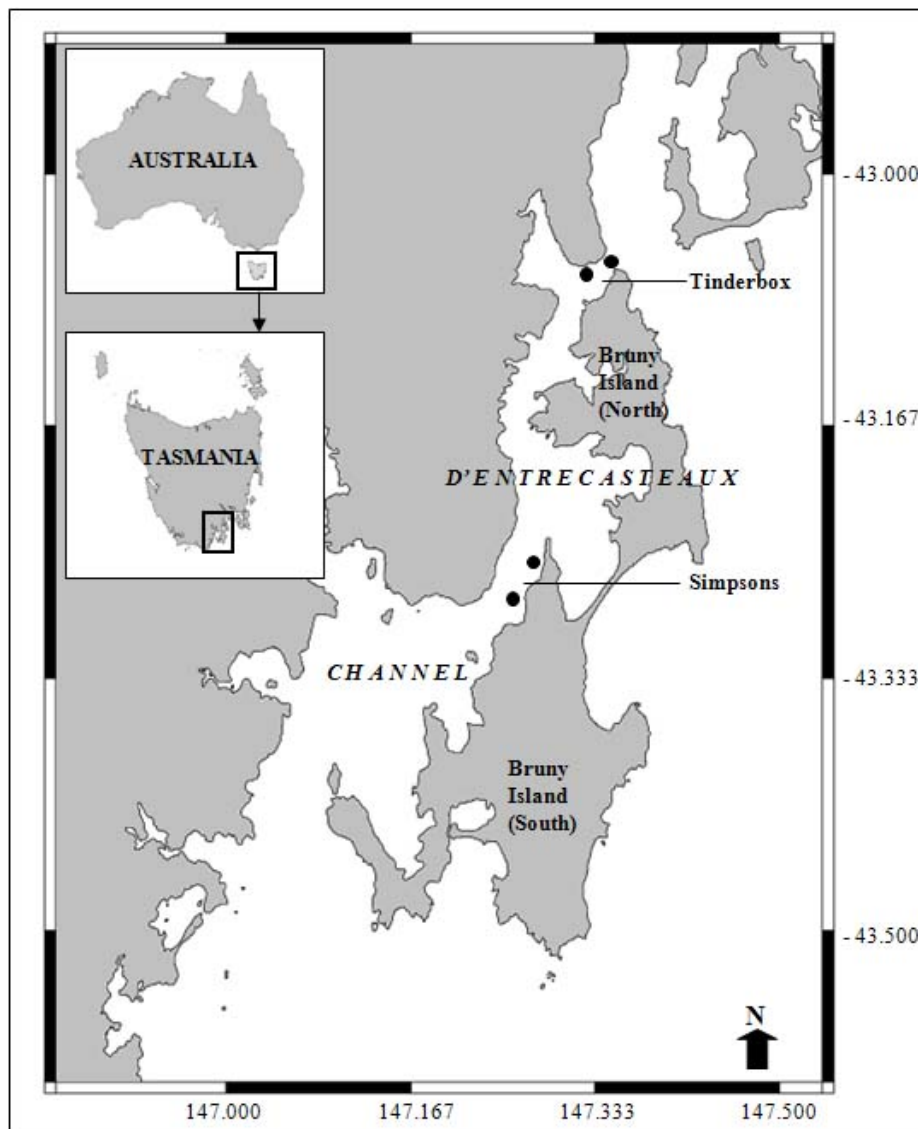 AUSTRALIA
- 43.000
Tinderbox
Bruny
Island
(North)
- 43.167
TASMANIA
D'ENTRECASTEAUX
Simpsons
CHANNEL
- 43.333
Bruny
Island
(South)
- 43.500
N
147.000 147.167 147.333 147.500